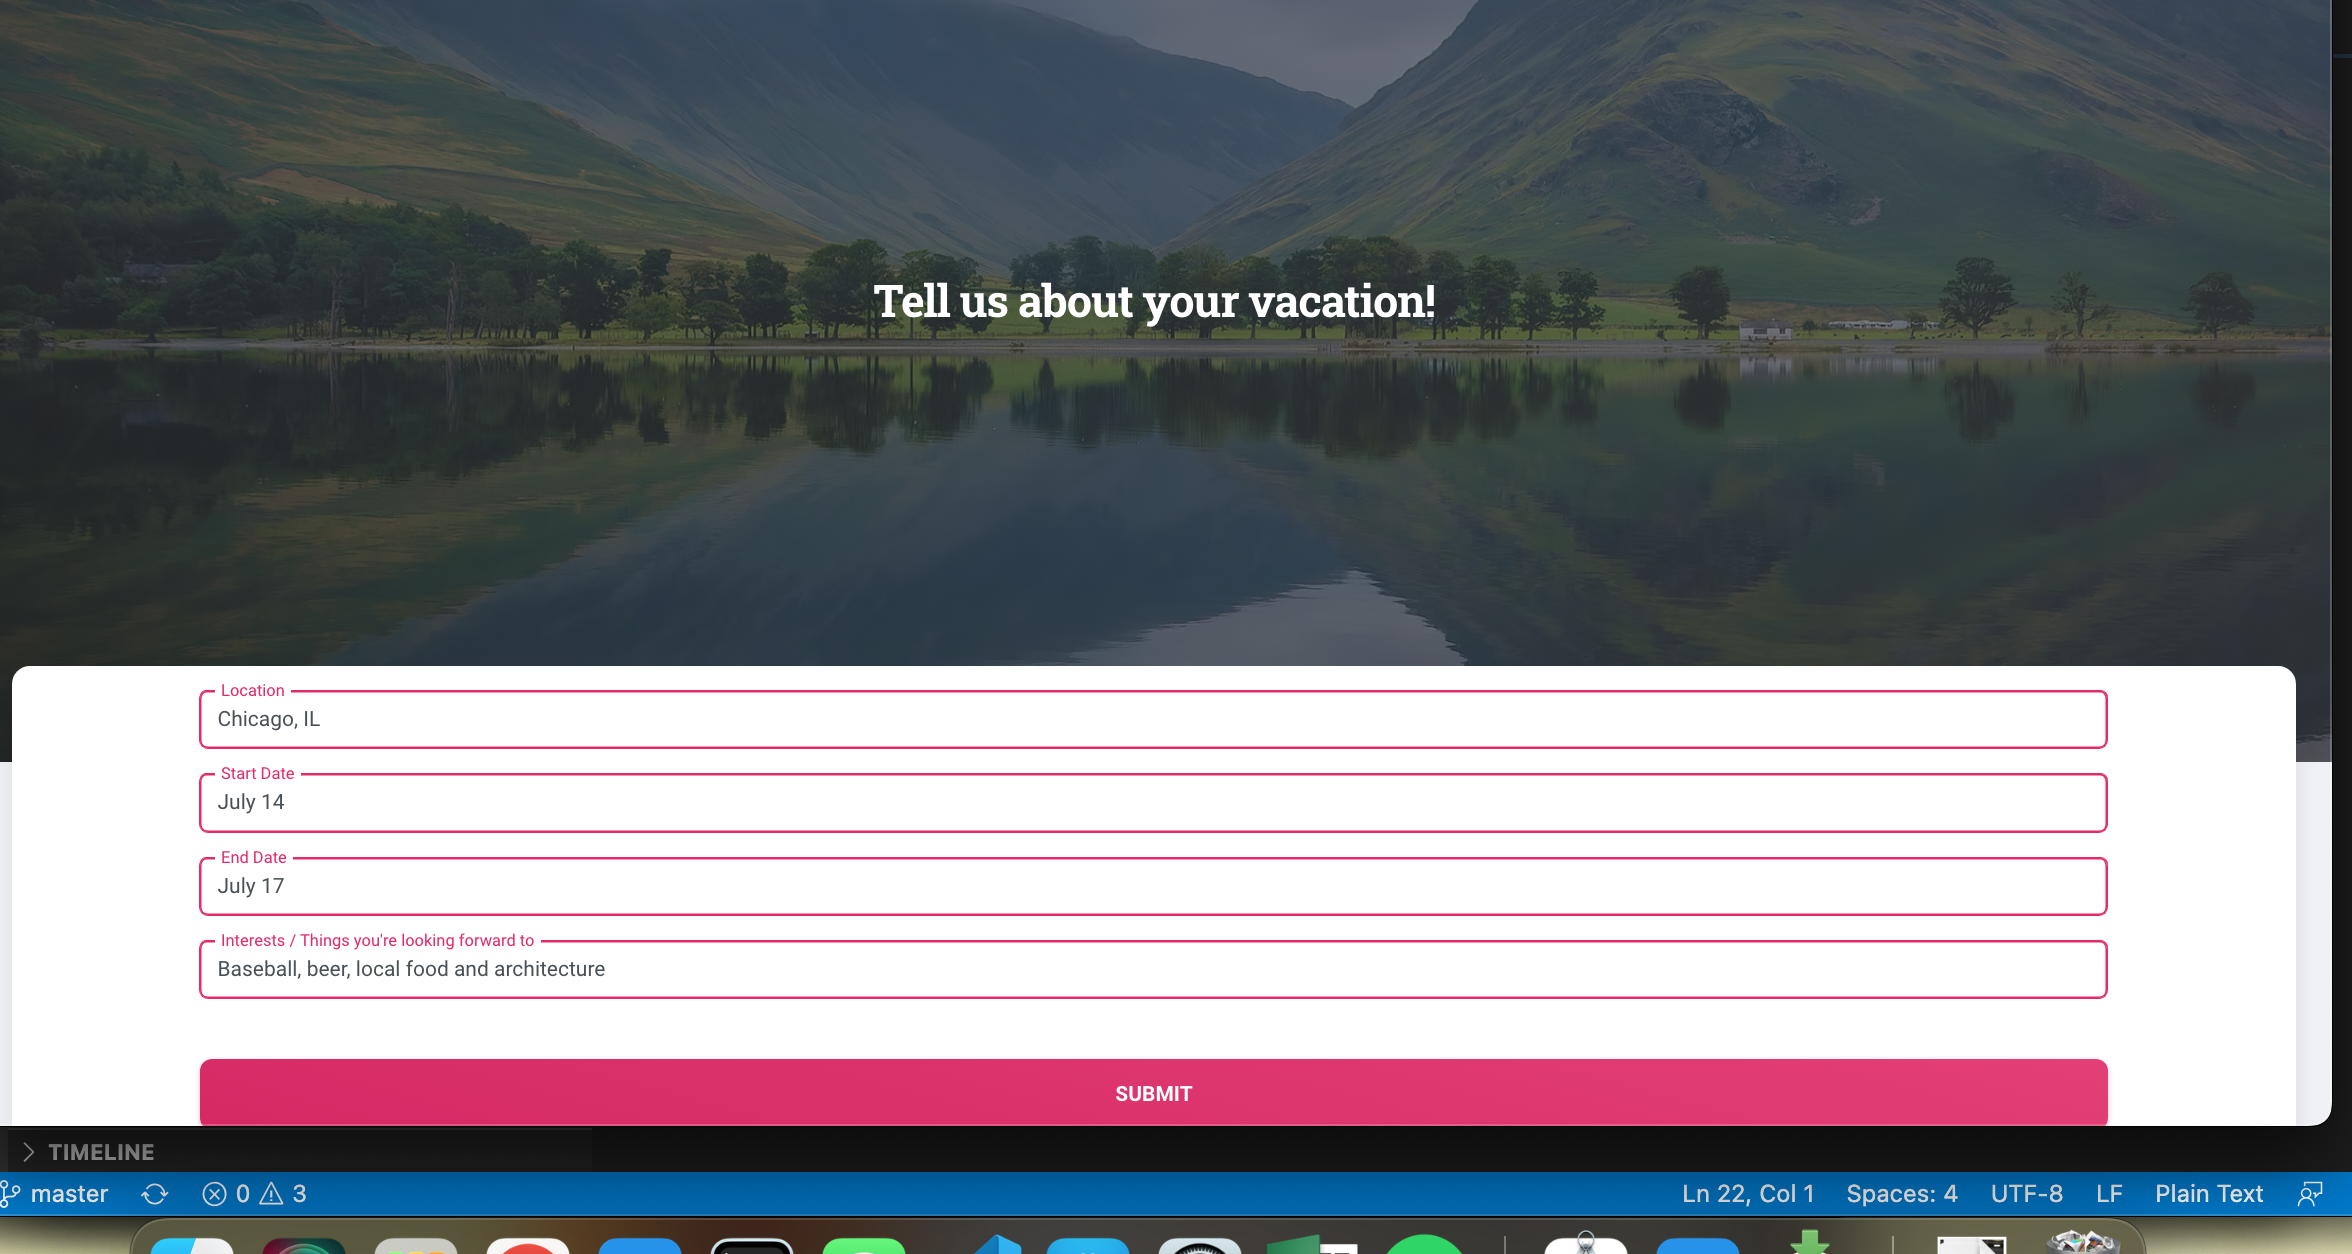 Tell us about your vacation!
Location
Chicago, IL
Start Date
July 14
End Date
July 17
Interests / Things you're looking forward to
Baseball, beer, local food and architecture
SUBMIT
TIMELINE
master 0 3 Ln 22, Col 1 Spaces: 4 UTF-8 LF Plain Text